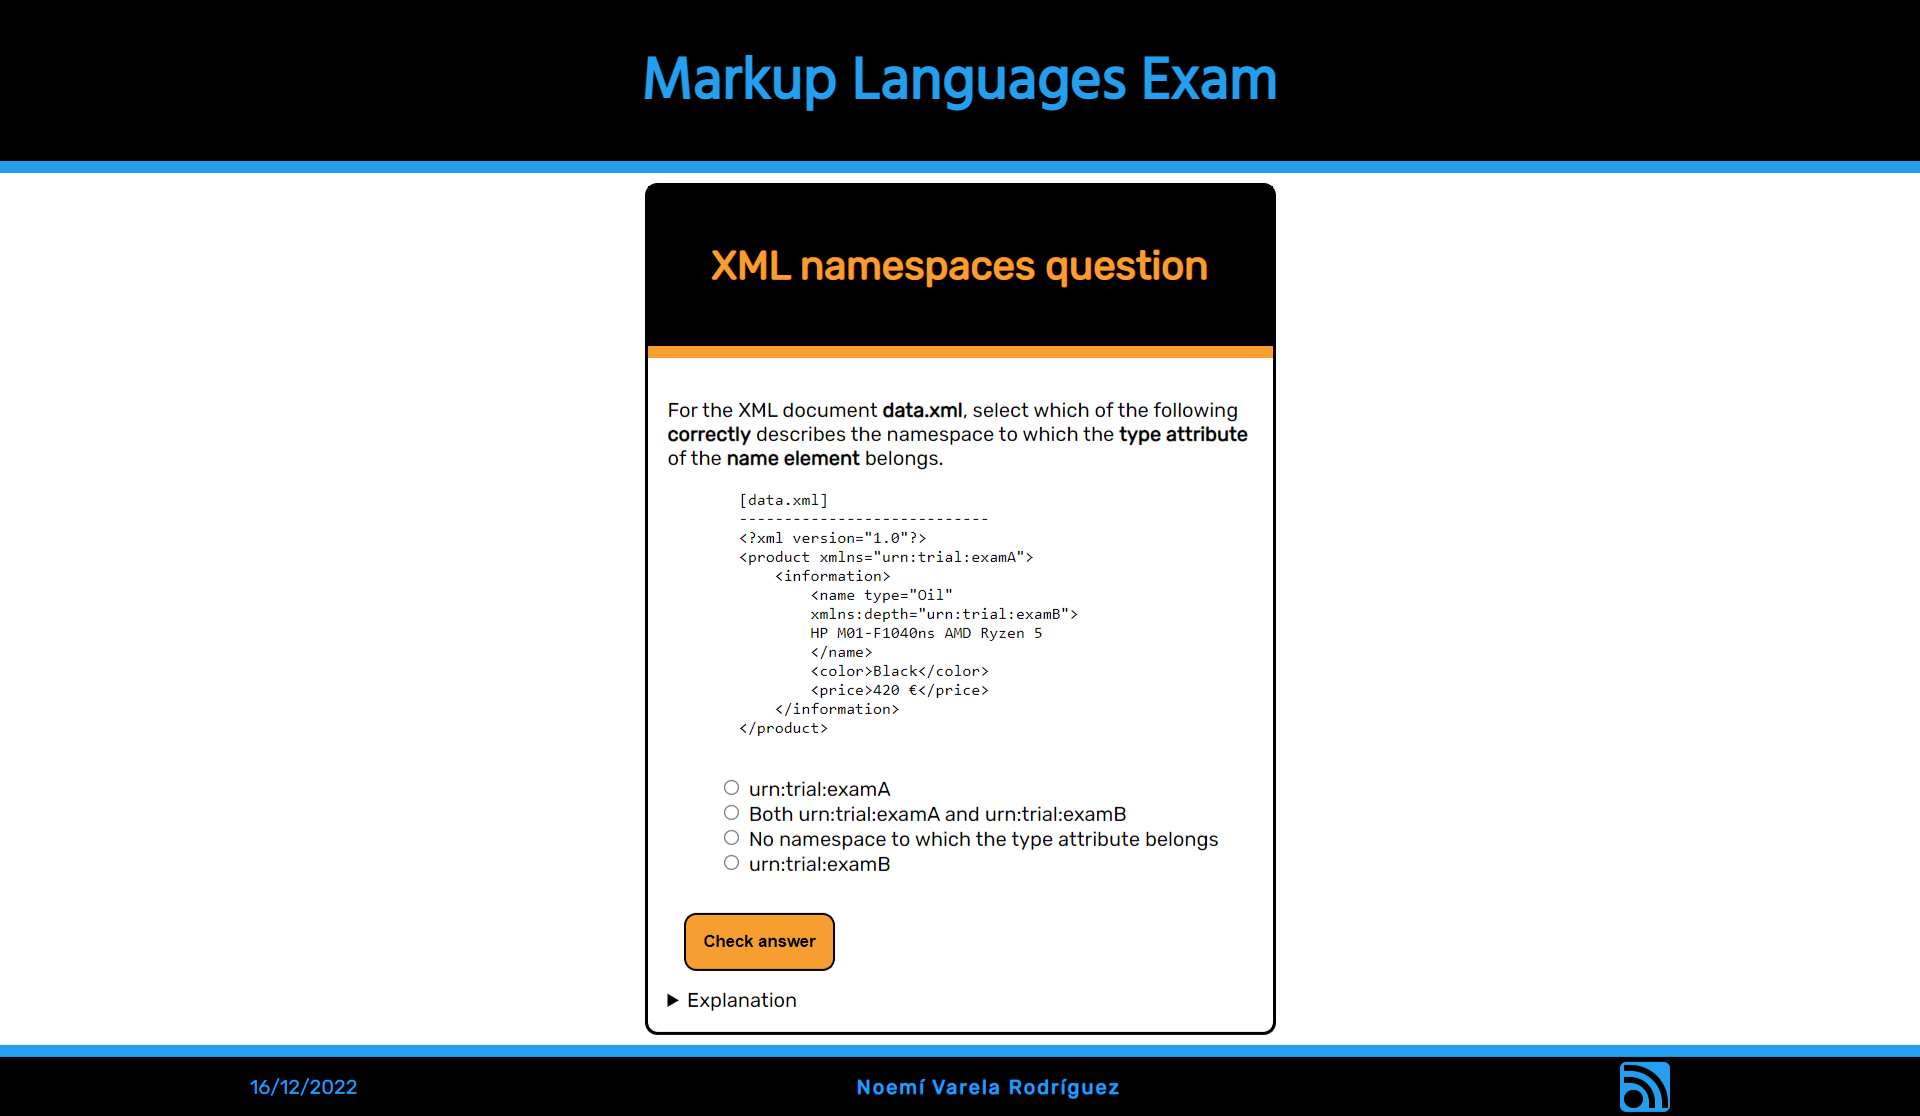 Markup Languages Exam
XML namespaces question
For the XML document data.xml, select which of the following
correctly describes the namespace to which the type attribute
of the name element belongs.
[data.xml]
----------------------------
<?xml version="1.0"?>
<product xmlns="urn:trial:examA">
    <information>
        <name type="Oil"
        xmlns:depth="urn:trial:examB">
        HP M01-F1040ns AMD Ryzen 5
        </name>
        <color>Black</color>
        <price>420 €</price>
    </information>
</product>
urn:trial:examA
Both urn:trial:examA and urn:trial:examB
No namespace to which the type attribute belongs
urn:trial:examB
Check answer
Explanation
16/12/2022
Noemí Varela Rodríguez